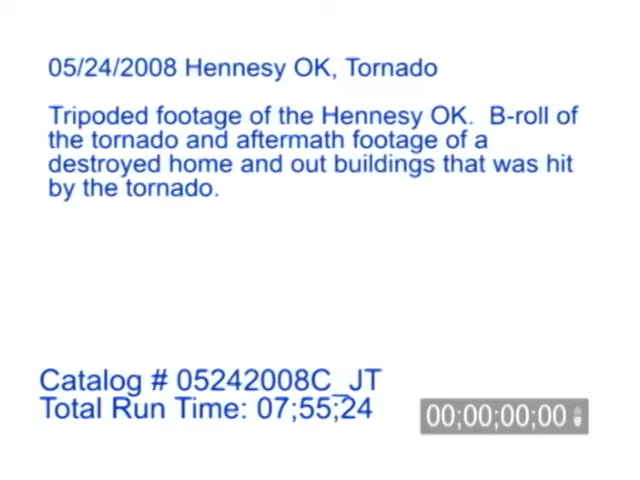 05/24/2008 Hennesy OK, Tornado
Tripoded footage of the Hennesy OK.  B-roll of
the tornado and aftermath footage of a
destroyed home and out buildings that was hit
by the tornado.
Catalog # 05242008C_JT
Total Run Time: 07;55;24
00;00;00;00